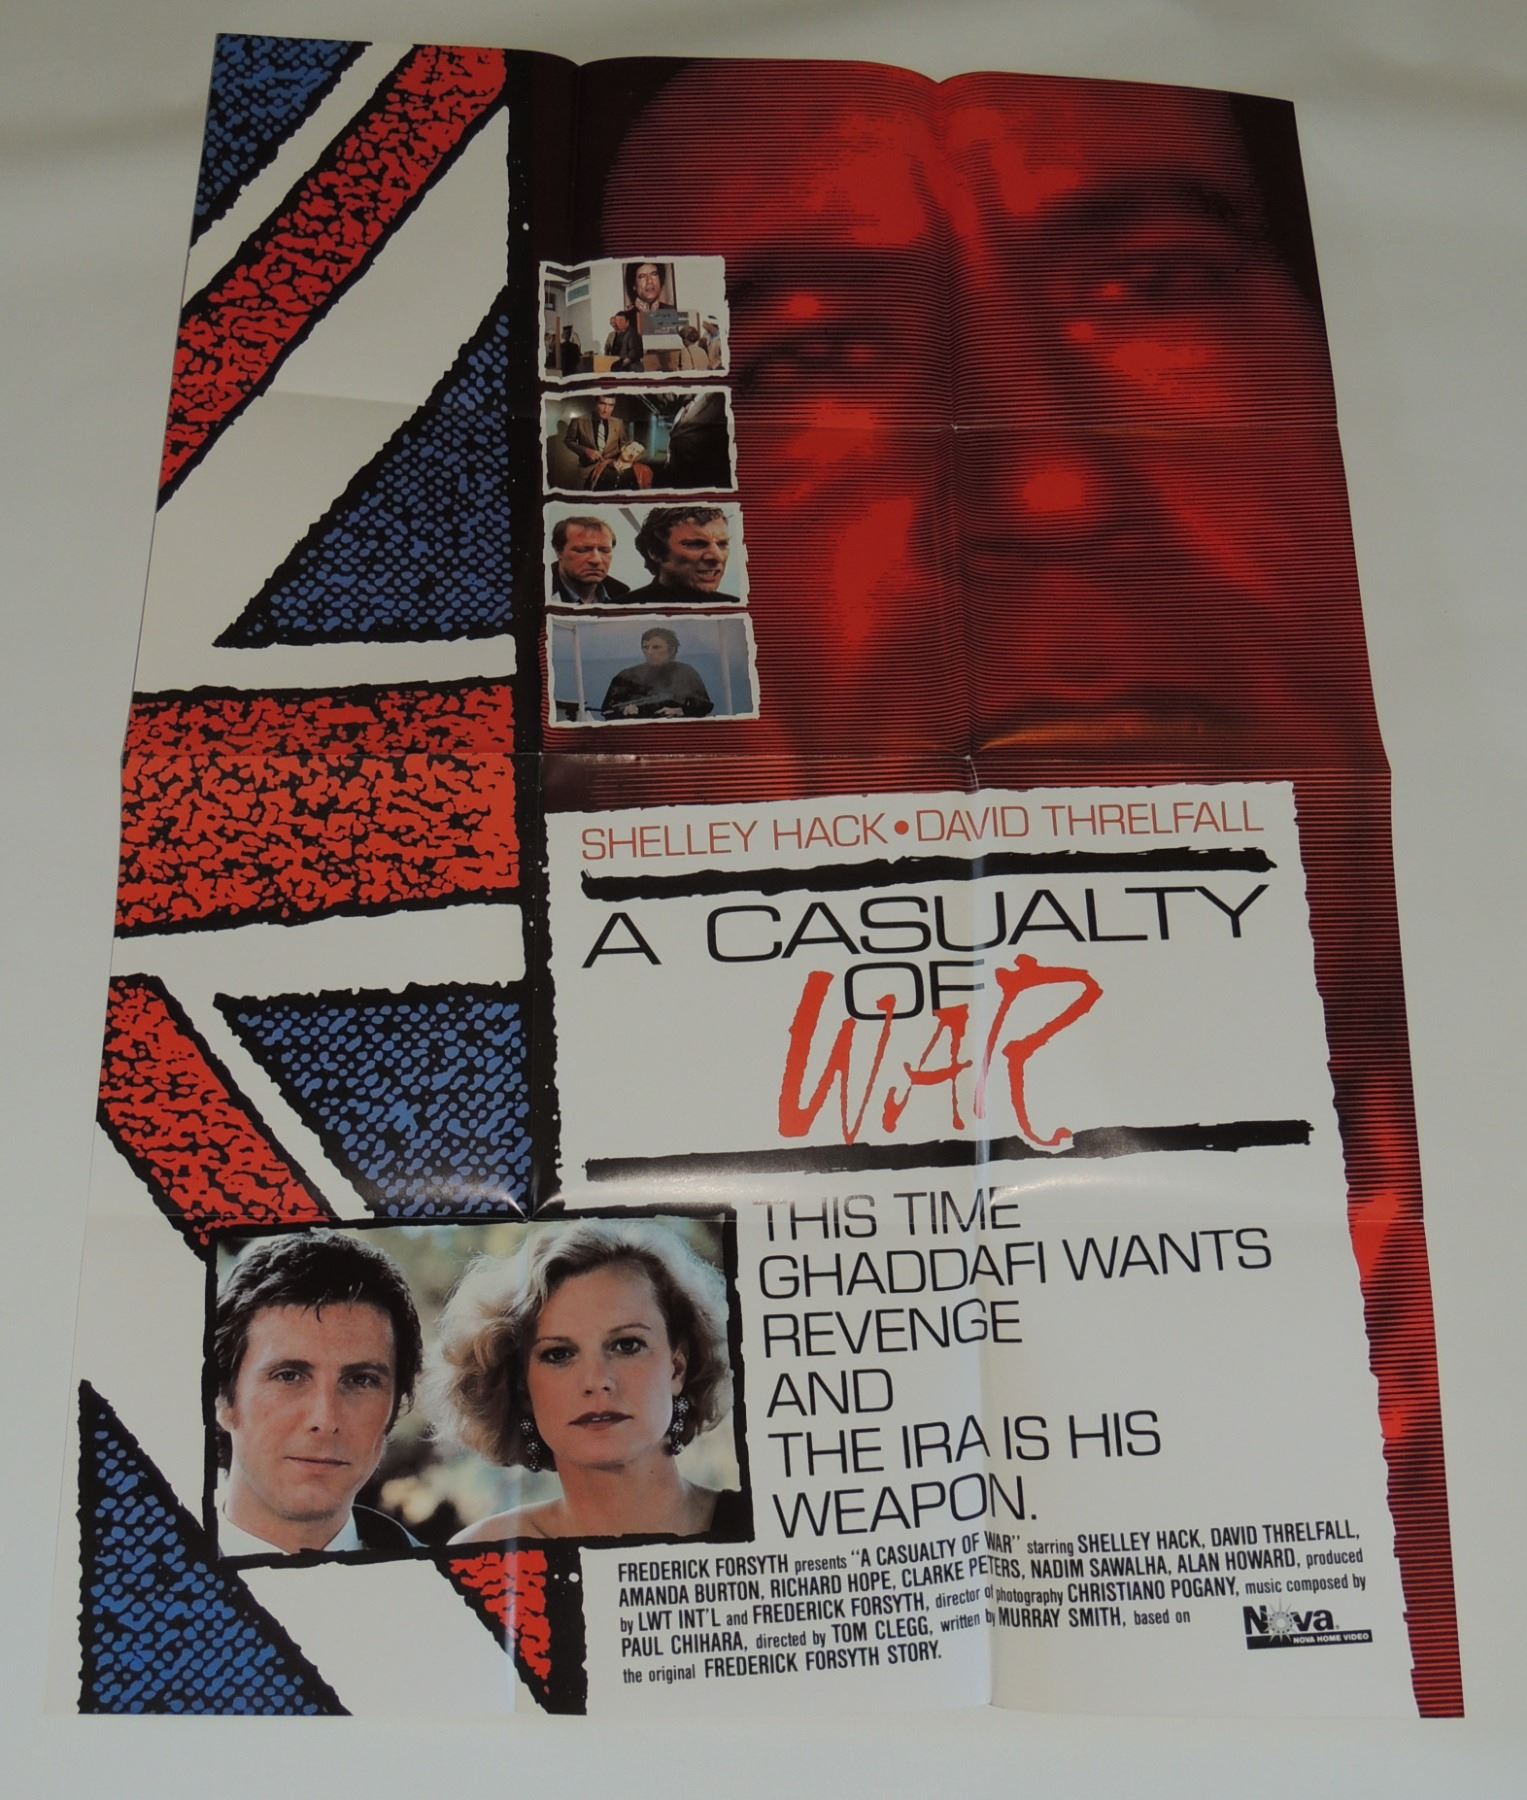 SHELLEY HACK • DAVID THRELFALL
A CASUALTY
OF
WAR
THIS TIME
GHADDAFI WANTS
REVENGE
AND
THE IRA IS HIS
WEAPON.
FREDERICK FORSYTH presents "A CASUALTY OF WAR" starring SHELLEY HACK, DAVID THRELFALL,
AMANDA BURTON, RICHARD HOPE, CLARKE PETERS, NADIM SAWALHA, ALAN HOWARD, produced
by LWT INT'L and FREDERICK FORSYTH, director of photography CHRISTIANO POGANY, music composed by
PAUL CHIHARA, directed by TOM CLEGG, written by MURRAY SMITH, based on
the original FREDERICK FORSYTH STORY.
Nova
NOVA HOME VIDEO